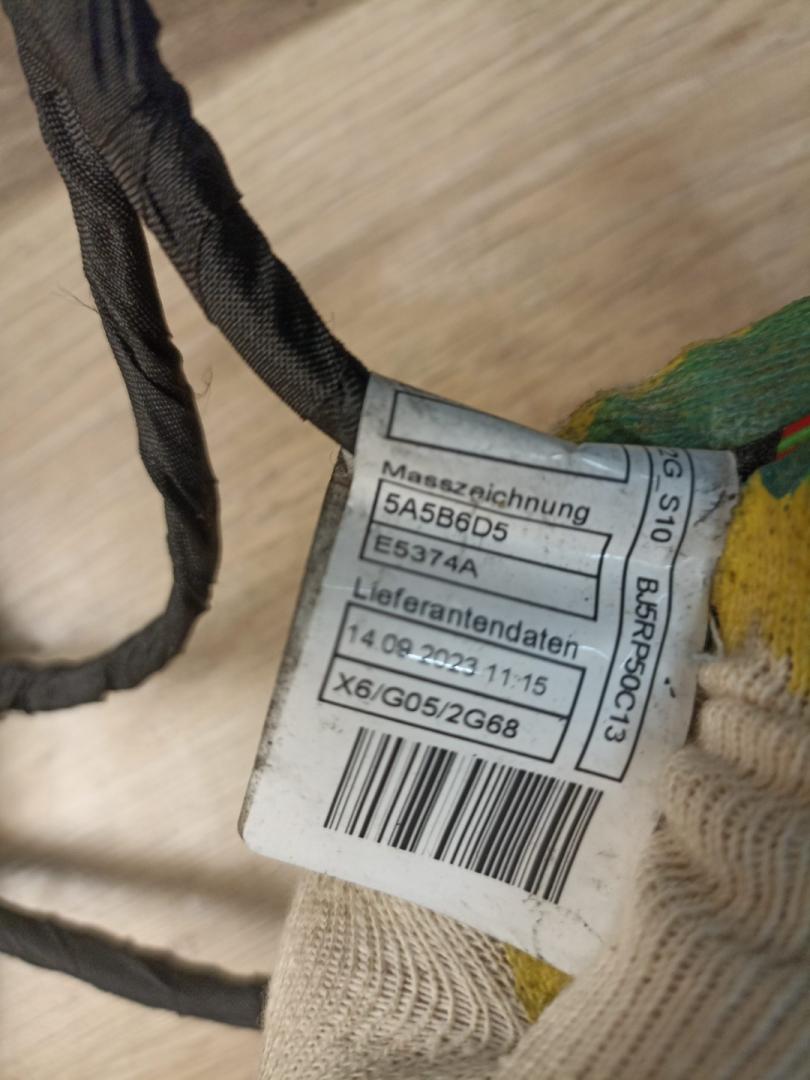 Masszeichnung
5A5B6D5
E5374A
Lieferantendaten
14.09.2023 11:15
X6/G05/2G68
2G_S10 BJ5RP50C13